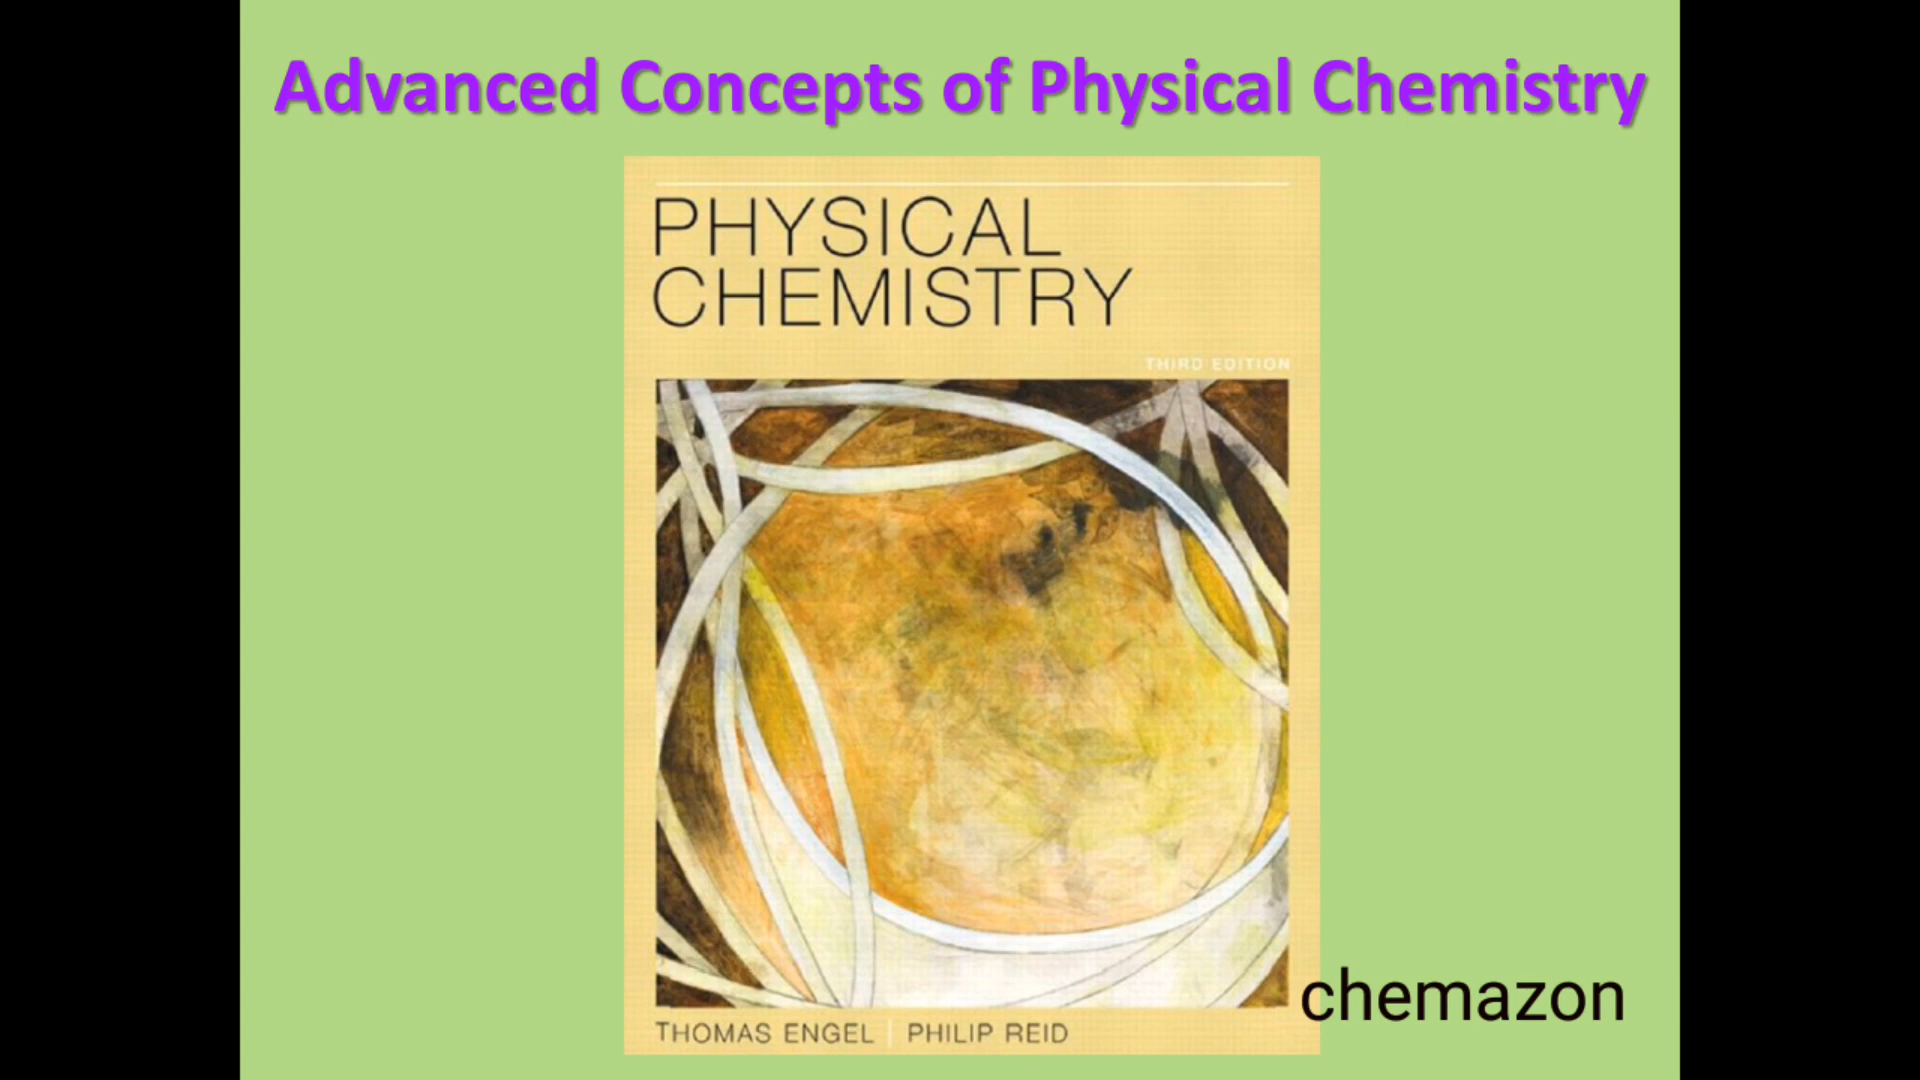 Advanced Concepts of Physical Chemistry
PHYSICAL
CHEMISTRY
THIRD EDITION
THOMAS ENGEL | PHILIP REID
chemazon